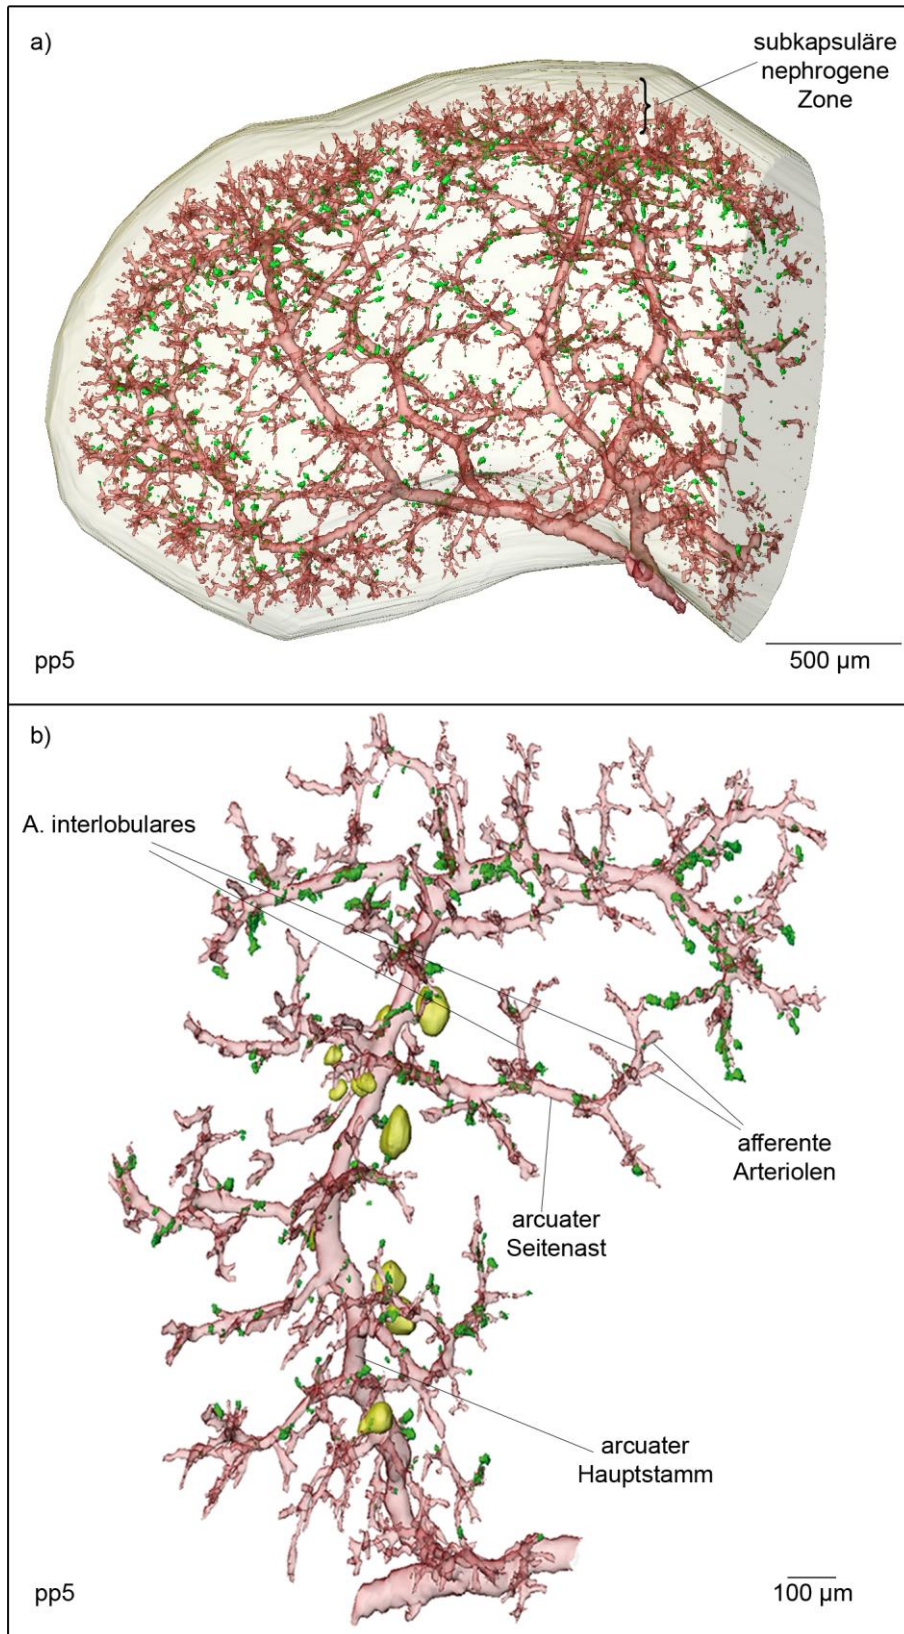 a)
subkapsuläre
nephrogene
Zone
pp5
500 µm
b)
A. interlobulares
afferente
Arteriolen
arcuater
Seitenast
arcuater
Hauptstamm
pp5
100 µm